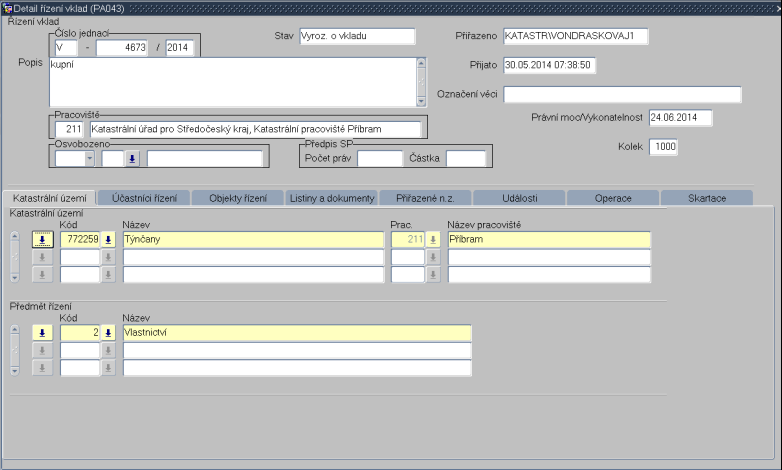 Detail řízení vklad (PA043)
Řízení vklad
Číslo jednací
V - 4673 / 2014
Stav Vyroz. o vkladu
Přiřazeno KATASTR\VONDRASKOVAJ1
Popis kupní
Přijato 30.05.2014 07:38:50
Označení věci
Pracoviště
211 Katastrální úřad pro Středočeský kraj, Katastrální pracoviště Příbram
Právní moc/Vykonatelnost 24.06.2014
Osvobozeno
Předpis SP
Počet práv Částka
Kolek 1000
Katastrální území Účastníci řízení Objekty řízení Listiny a dokumenty Přiřazené n.z. Události Operace Skartace
Katastrální území
Kód Název Prac. Název pracoviště
772259 Týnčany 211 Příbram
Předmět řízení
Kód Název
2 Vlastnictví